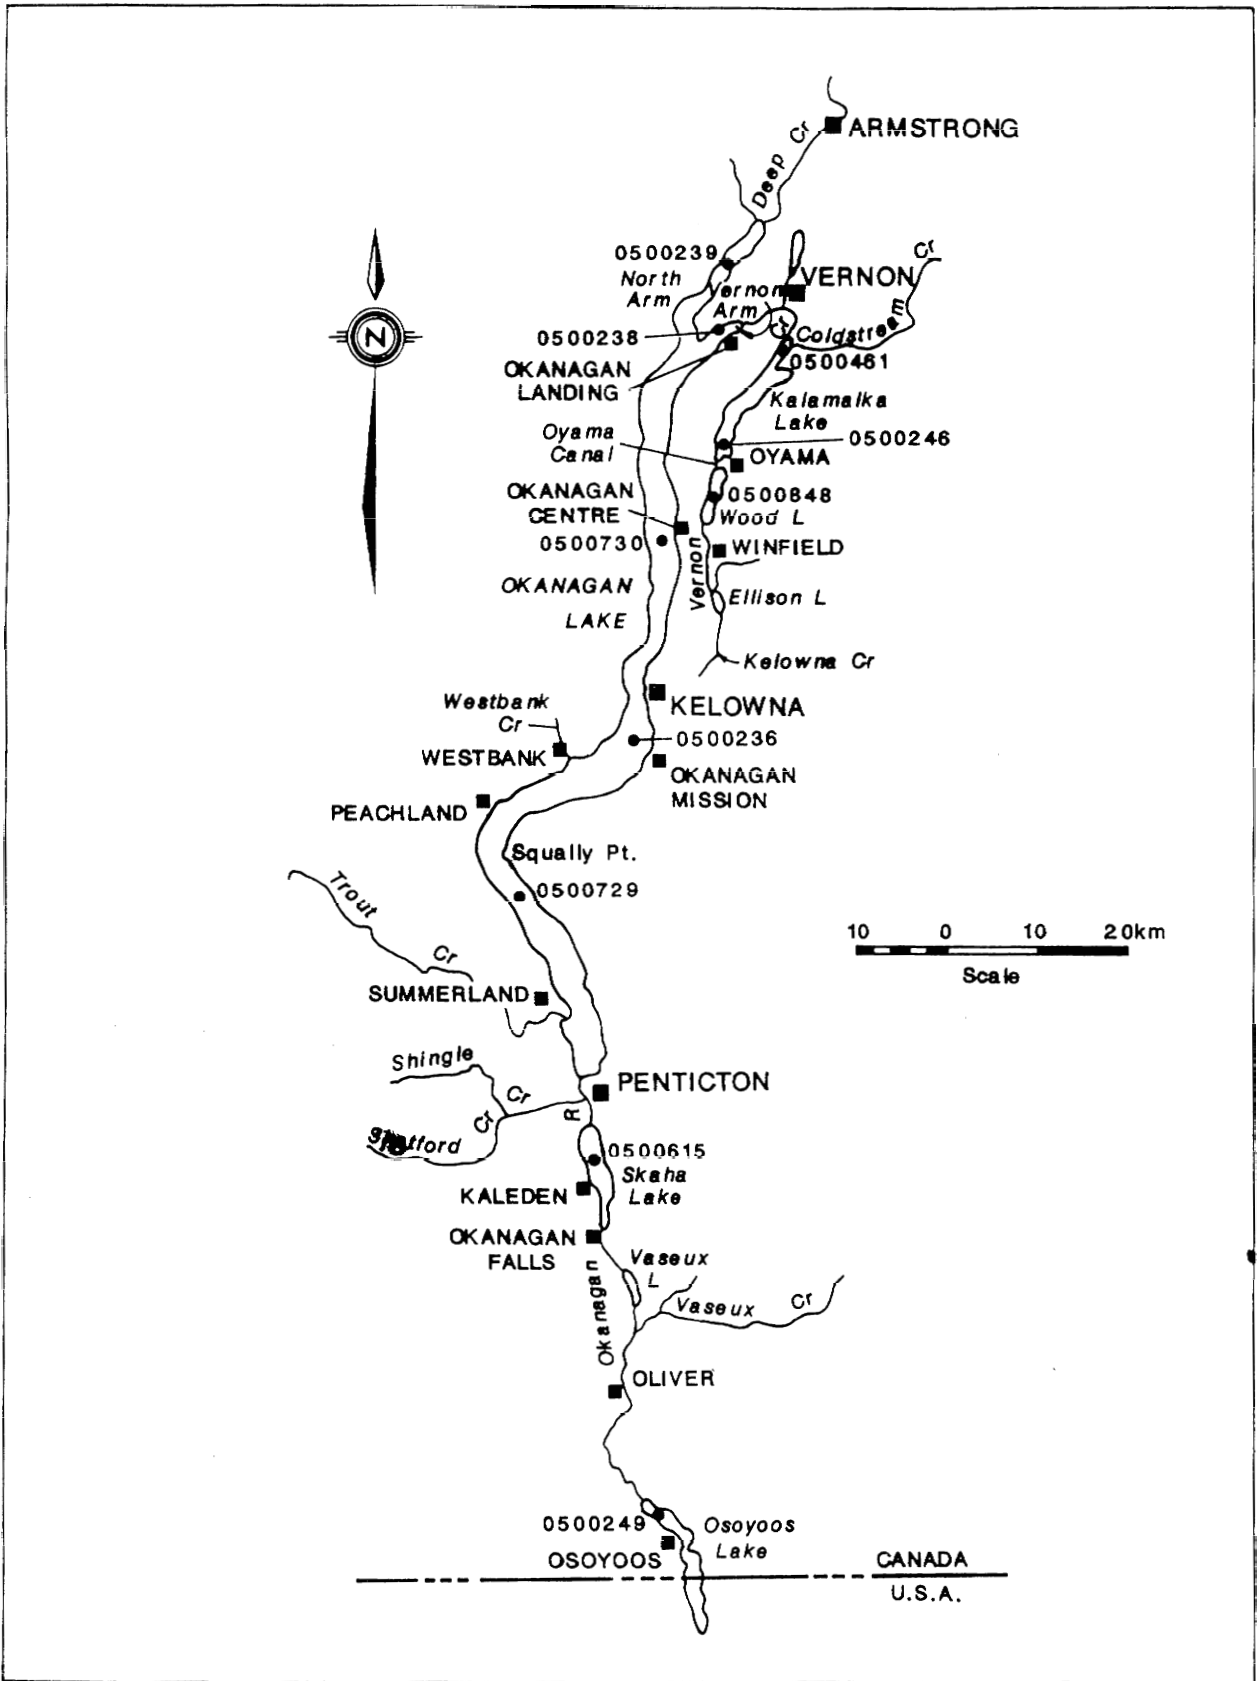 ARMSTRONG
Deep Cr
0500239
North
Arm
Cr
VERNON
Vernon
Arm
Cr
Coldstream
0500238
0500461
N
OKANAGAN
LANDING
Kalamalka
Lake
Oyama
Canal
0500246
OYAMA
OKANAGAN
CENTRE
0500848
Wood L
0500730
WINFIELD
Vernon
OKANAGAN
LAKE
Ellison L
Kelowna Cr
Westbank
Cr
KELOWNA
0500236
WESTBANK
OKANAGAN
MISSION
PEACHLAND
Squally Pt.
Trout
Cr
0500729
10 0 10 20km
Scale
SUMMERLAND
Shingle
Cr
PENTICTON
R
Cr
0500615
Skaha
Lake
KALEDEN
OKANAGAN
FALLS
Vaseux
L
Okanagan
Vaseux Cr
OLIVER
0500249
Osoyoos
Lake
OSOYOOS
CANADA
U.S.A.